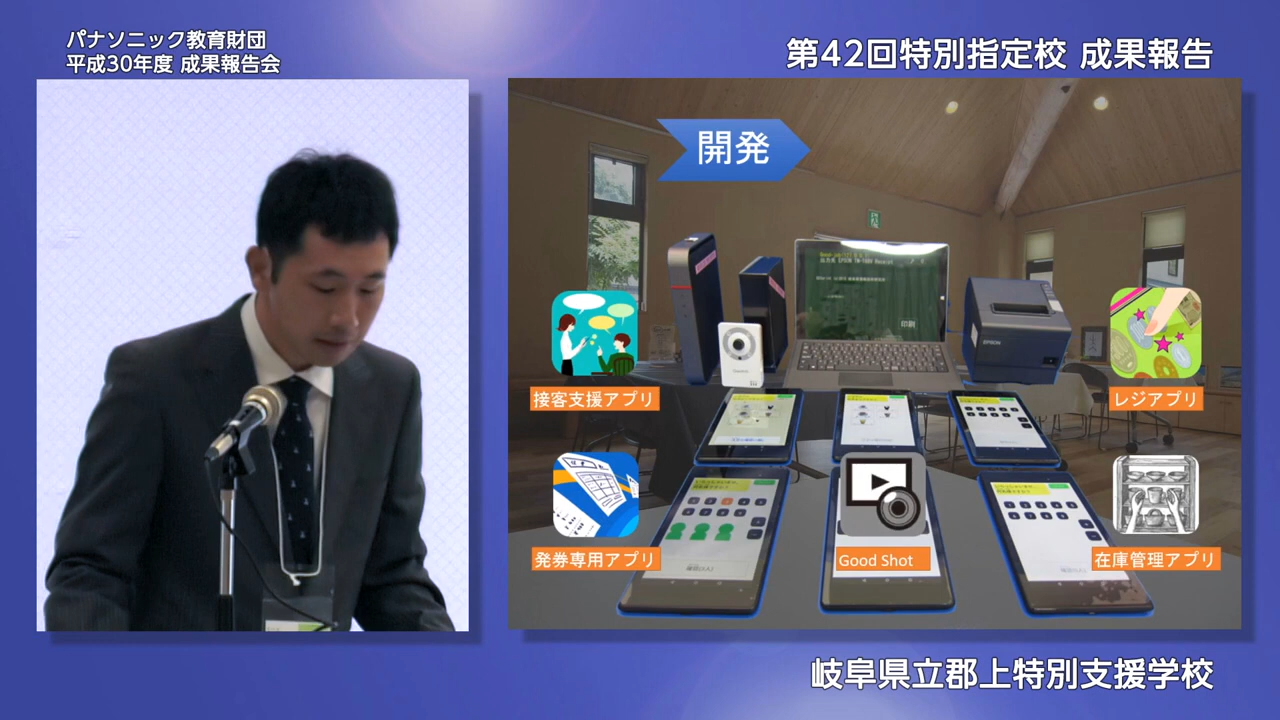 パナソニック教育財団
平成30年度 成果報告会
第42回特別指定校 成果報告
開発
印刷
EPSON
接客支援アプリ
レジアプリ
発券専用アプリ
Good Shot
在庫管理アプリ
岐阜県立郡上特別支援学校